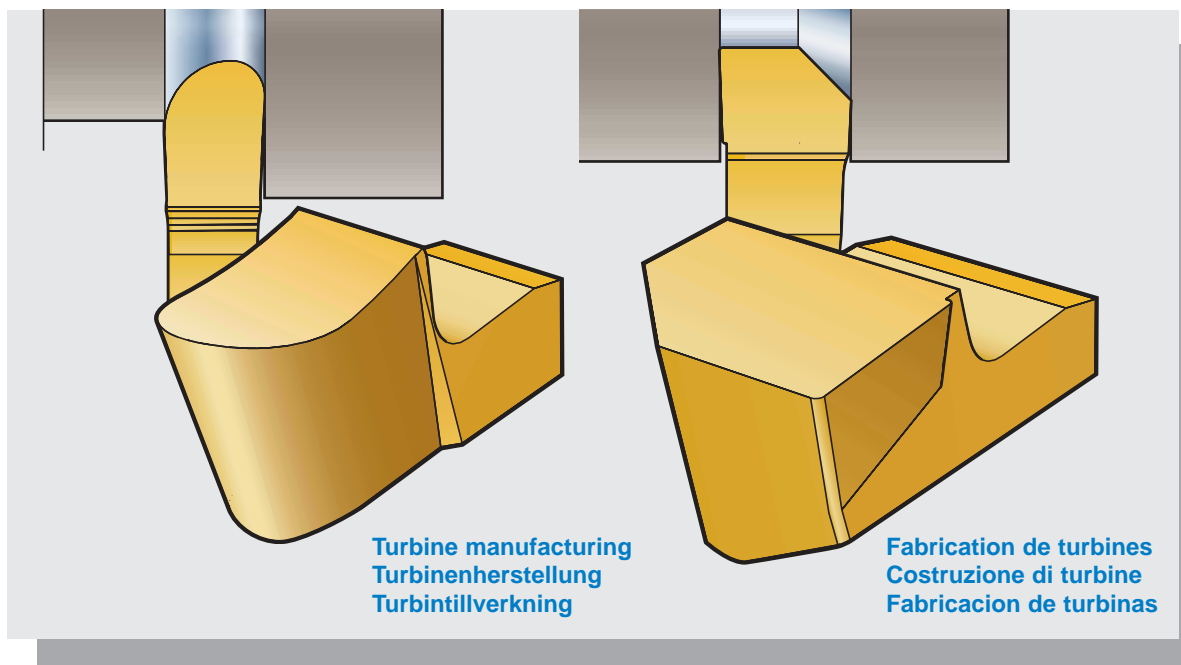 Turbine manufacturing
Turbinenherstellung
Turbintillverkning
Fabrication de turbines
Costruzione di turbine
Fabricacion de turbinas